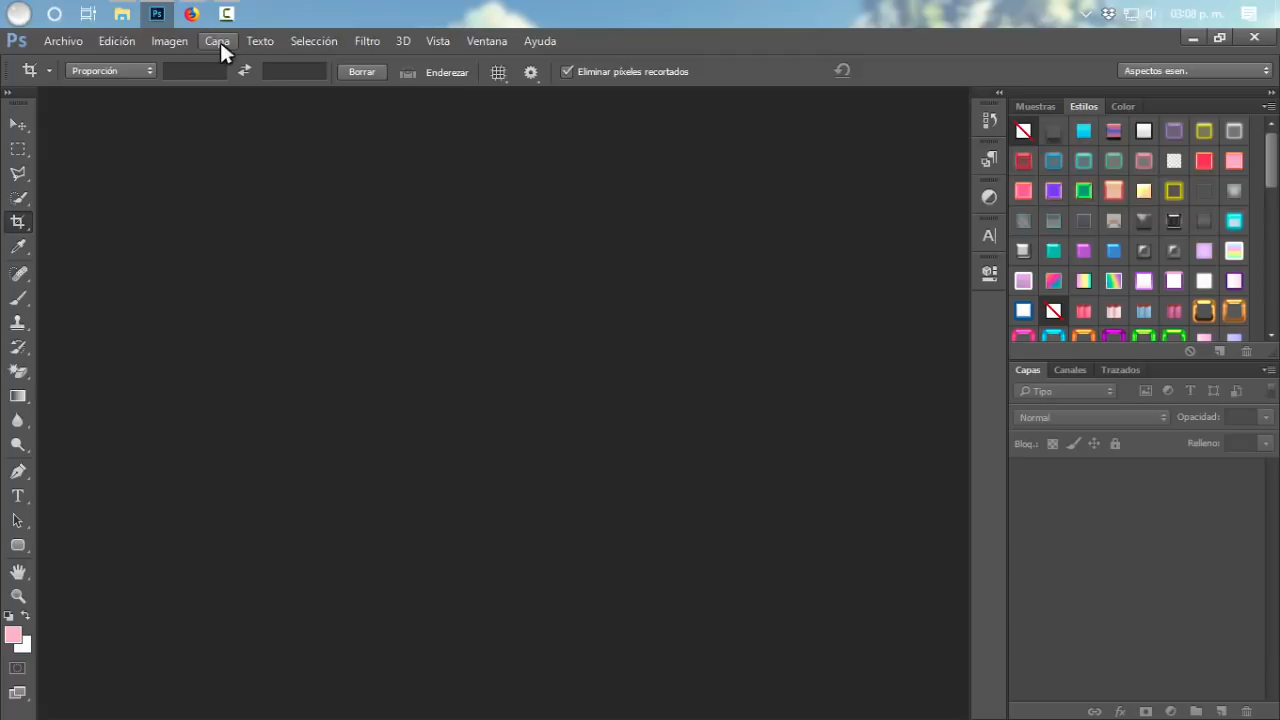 03:08 p. m.
Ps Archivo Edición Imagen Capa Texto Selección Filtro 3D Vista Ventana Ayuda
Proporción Borrar Enderezar Eliminar píxeles recortados Aspectos esen.
Muestras Estilos Color
Capas Canales Trazados
Tipo
Normal Opacidad:
Bloq.: Relleno: